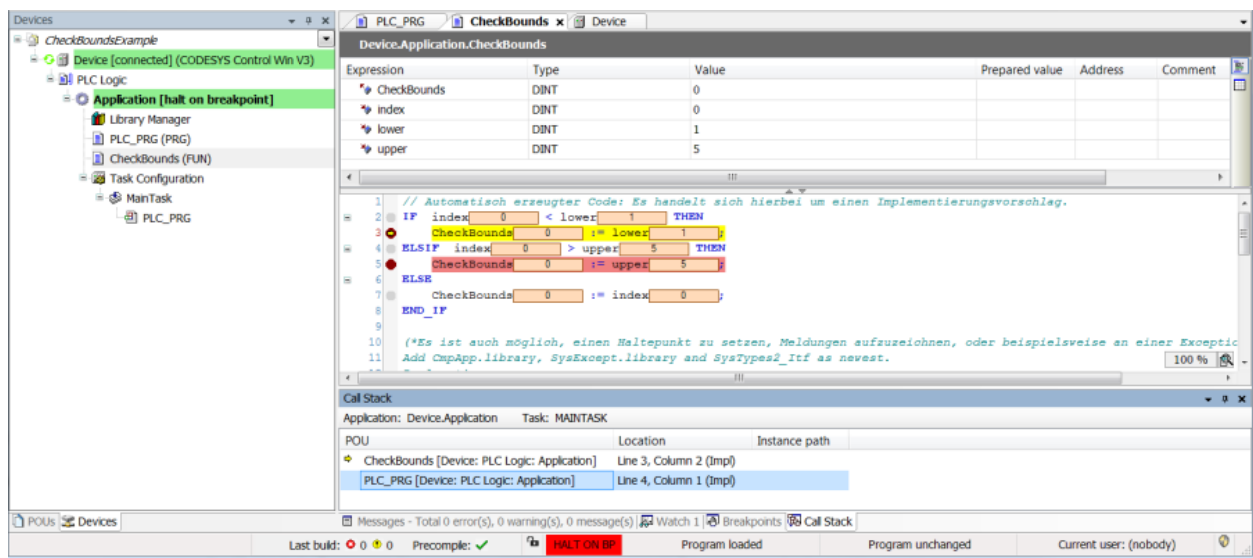 Devices
CheckBoundsExample
Device [connected] (CODESYS Control Win V3)
PLC Logic
Application [halt on breakpoint]
Library Manager
PLC_PRG (PRG)
CheckBounds (FUN)
Task Configuration
MainTask
PLC_PRG
POUs Devices
PLC_PRG CheckBounds x Device
Device.Application.CheckBounds
Expression Type Value Prepared value Address Comment
CheckBounds DINT 0
index DINT 0
lower DINT 1
upper DINT 5
1 // Automatisch erzeugter Code: Es handelt sich hierbei um einen Implementierungsvorschlag.
2 IF index 0 < lower 1 THEN
3 CheckBounds 0 := lower 1 ;
4 ELSIF index 0 > upper 5 THEN
5 CheckBounds 0 := upper 5 ;
6 ELSE
7 CheckBounds 0 := index 0 ;
8 END_IF
9
10 (*Es ist auch möglich, einen Haltepunkt zu setzen, Meldungen aufzuzeichnen, oder beispielsweise an einer Exceptio
11 Add CmpApp.library, SysExcept.library and SysTypes2_Itf as newest.
100 %
Call Stack
Application: Device.Application Task: MAINTASK
POU Location Instance path
CheckBounds [Device: PLC Logic: Application] Line 3, Column 2 (Impl)
PLC_PRG [Device: PLC Logic: Application] Line 4, Column 1 (Impl)
Messages - Total 0 error(s), 0 warning(s), 0 message(s) Watch 1 Breakpoints Call Stack
Last build: 0 0 Precompile: HALT ON BP Program loaded Program unchanged Current user: (nobody)